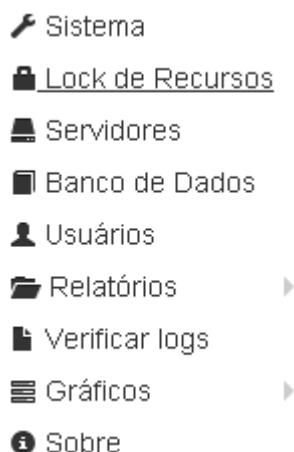 Sistema
Lock de Recursos
Servidores
Banco de Dados
Usuários
Relatórios
Verificar logs
Gráficos
Sobre